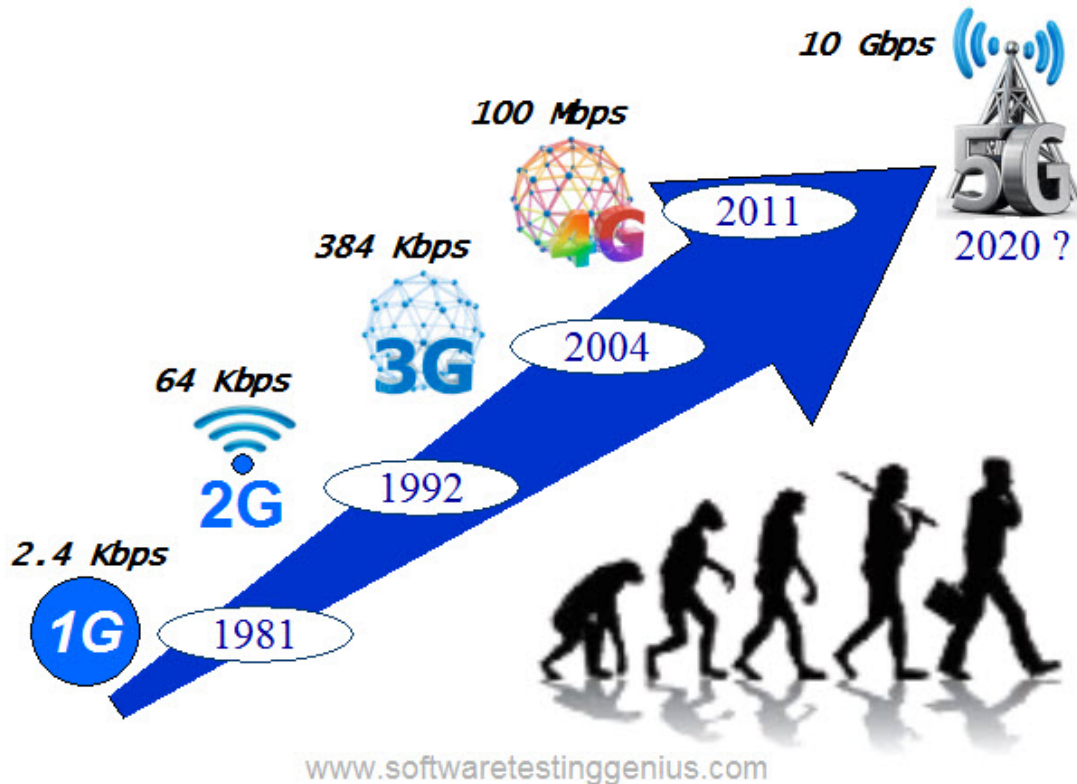 10 Gbps
5G
2020 ?
100 Mbps
4G
2011
384 Kbps
3G
2004
64 Kbps
2G
1992
2.4 Kbps
1G
1981
www.softwaretestinggenius.com